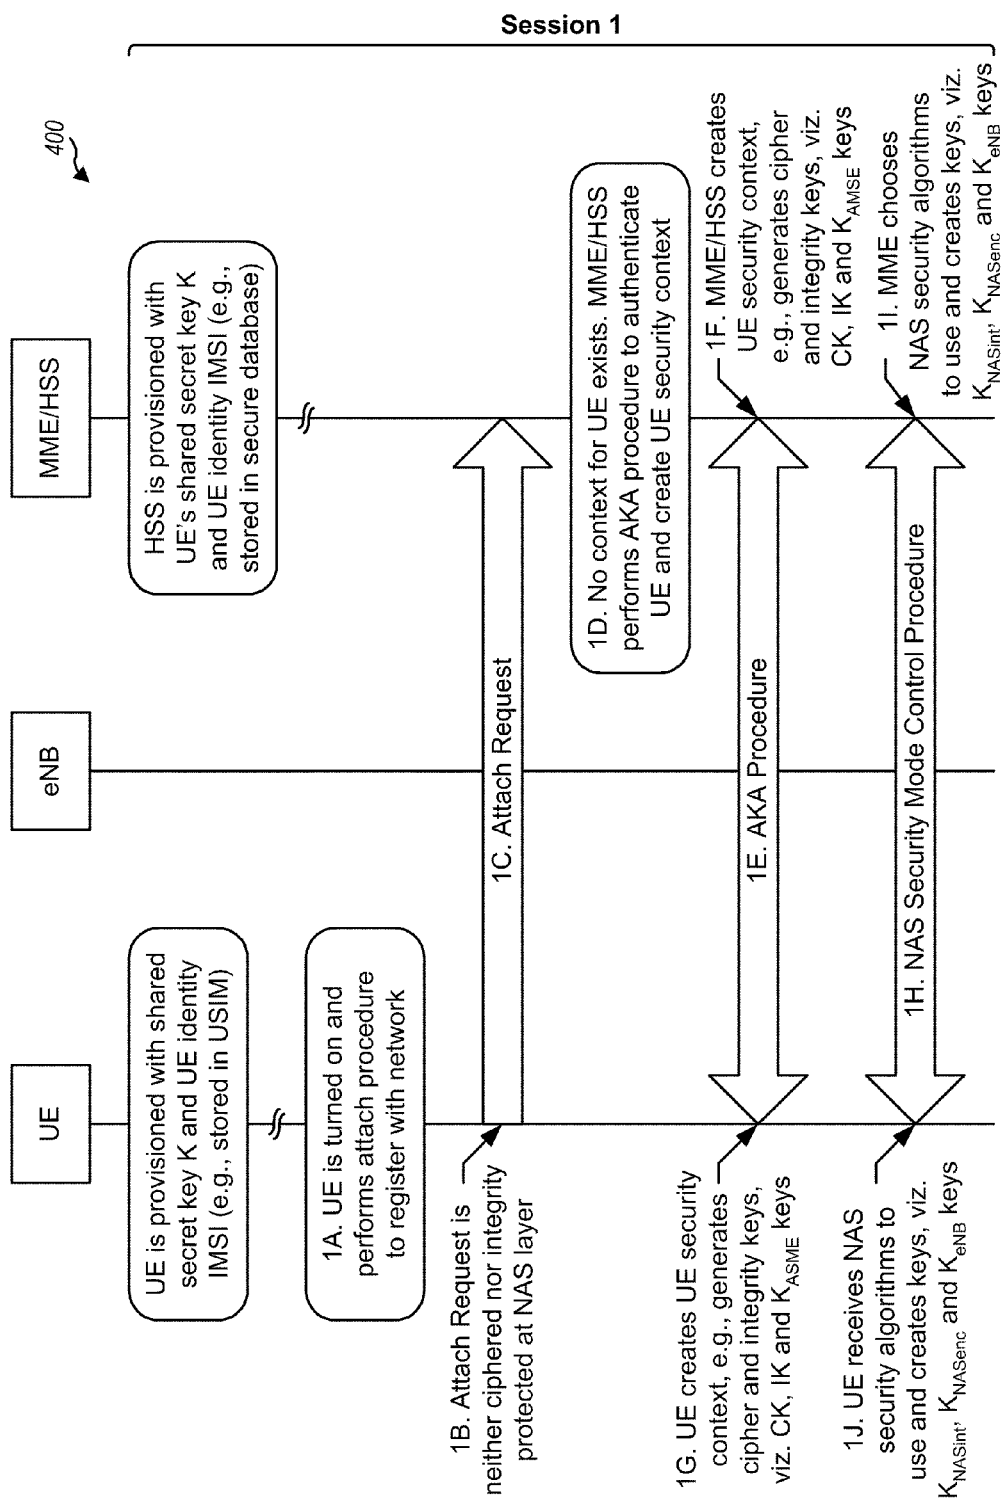 400
Session 1
UE
eNB
MME/HSS
UE is provisioned with shared
secret key K and UE identity
IMSI (e.g., stored in USIM)
HSS is provisioned with
UE's shared secret key K
and UE identity IMSI (e.g.,
stored in secure database)
1A. UE is turned on and
performs attach procedure
to register with network
1B. Attach Request is
neither ciphered nor integrity
protected at NAS layer
1C. Attach Request
1D. No context for UE exists. MME/HSS
performs AKA procedure to authenticate
UE and create UE security context
1E. AKA Procedure
1F. MME/HSS creates
UE security context,
e.g., generates cipher
and integrity keys, viz.
CK, IK and KAMSE keys
1G. UE creates UE security
context, e.g., generates
cipher and integrity keys,
viz. CK, IK and KASME keys
1H. NAS Security Mode Control Procedure
1I. MME chooses
NAS security algorithms
to use and creates keys, viz.
KNASint, KNASenc and KeNB keys
1J. UE receives NAS
security algorithms to
use and creates keys, viz.
KNASint, KNASenc and KeNB keys